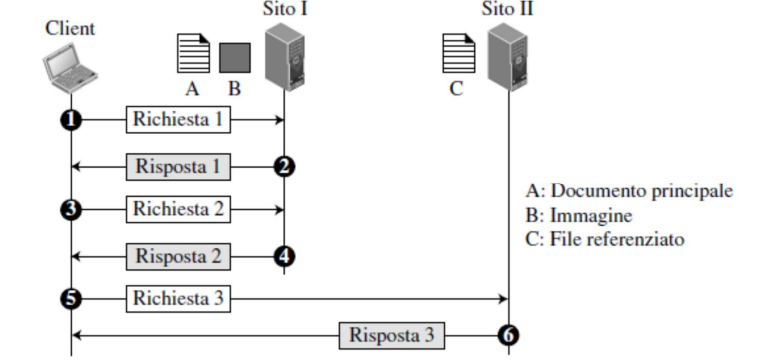 Sito I
Sito II
Client
A
B
C
1 Richiesta 1
Risposta 1 2
3 Richiesta 2
Risposta 2 4
5 Richiesta 3
Risposta 3 6
A: Documento principale
B: Immagine
C: File referenziato